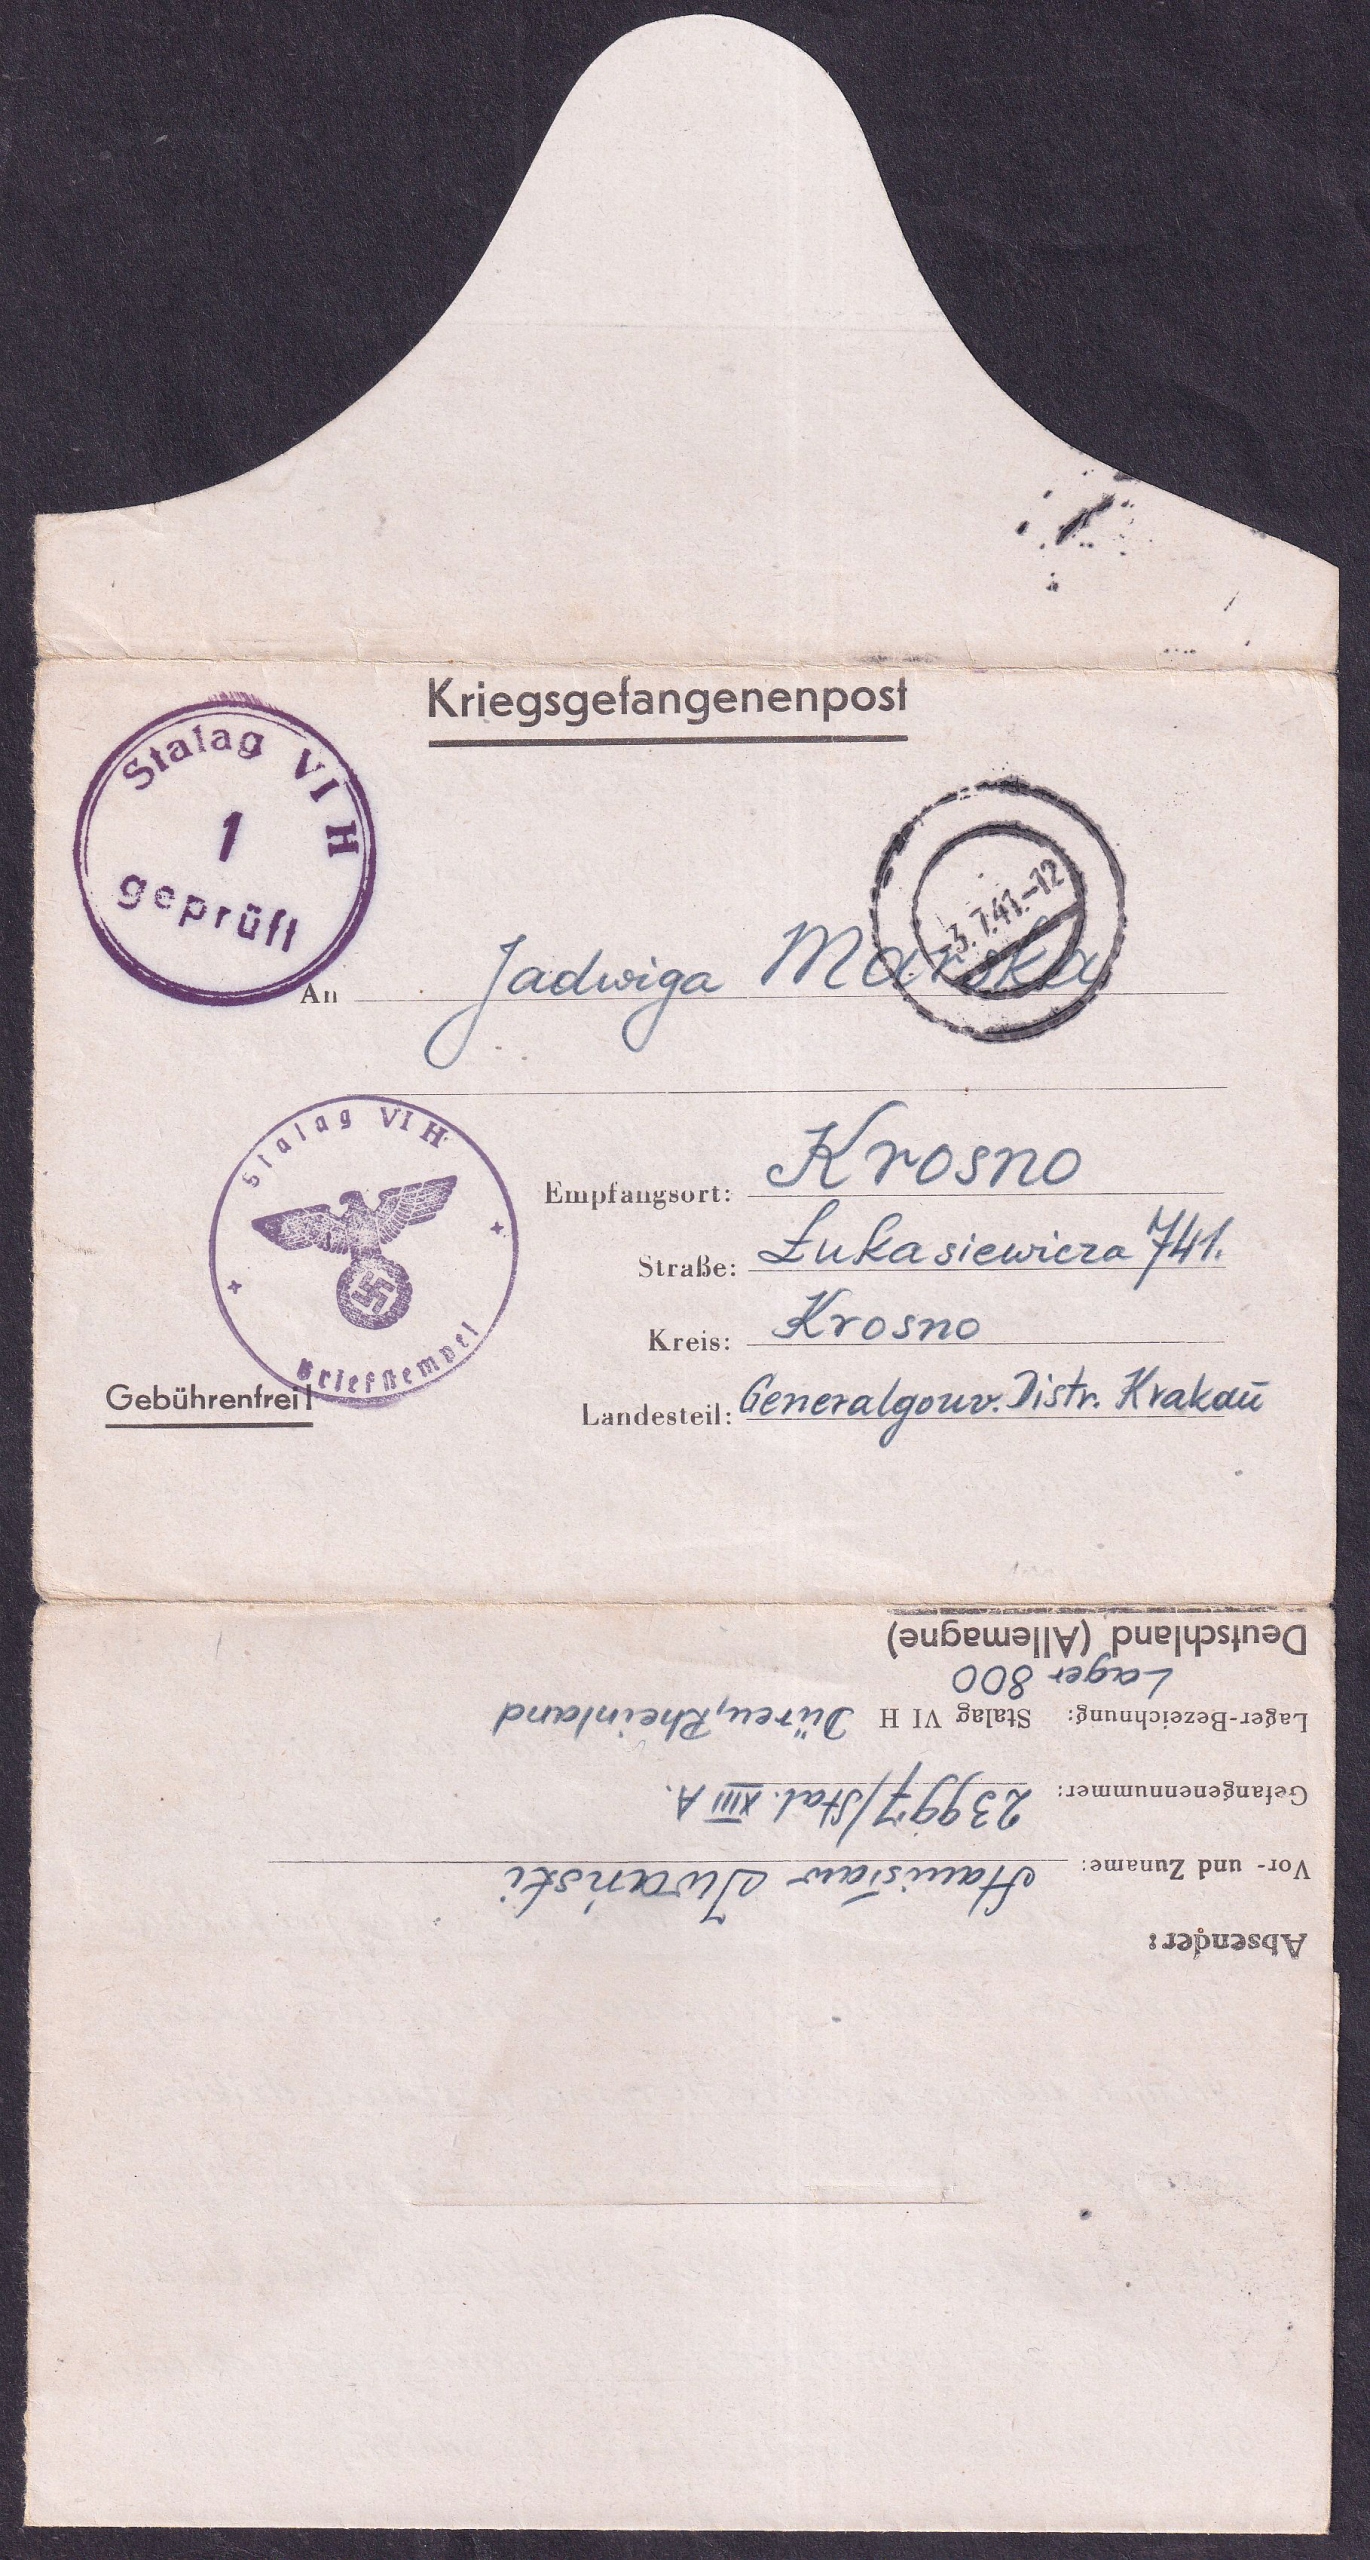 Kriegsgefangenenpost
Stalag VI H
1
geprüft
-3.7.41.-12
An Jadwiga Marska
Stalag VI H
Briefstempel
Empfangsort: Krosno
Straße: Łukasiewicza 741.
Kreis: Krosno
Gebührenfrei!
Landesteil: Generalgouv. Distr. Krakau
Absender:
Vor- und Zuname: Stanisław Iwański
Gefangenennummer: 23997/Stal. XIII A.
Lager-Bezeichnung: Stalag VI H Düren, Rheinland
Lager 800
Deutschland (Allemagne)